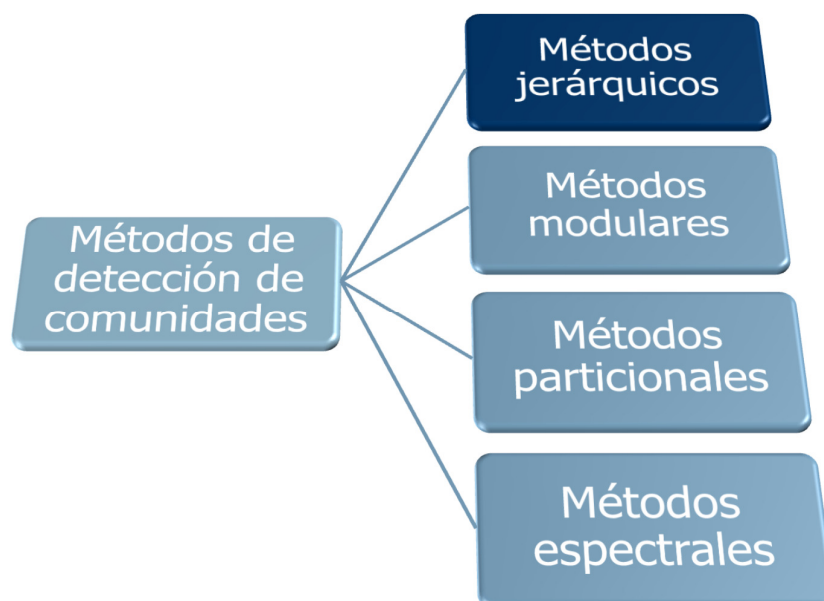 Métodos de
detección de
comunidades
Métodos
jerárquicos
Métodos
modulares
Métodos
particionales
Métodos
espectrales